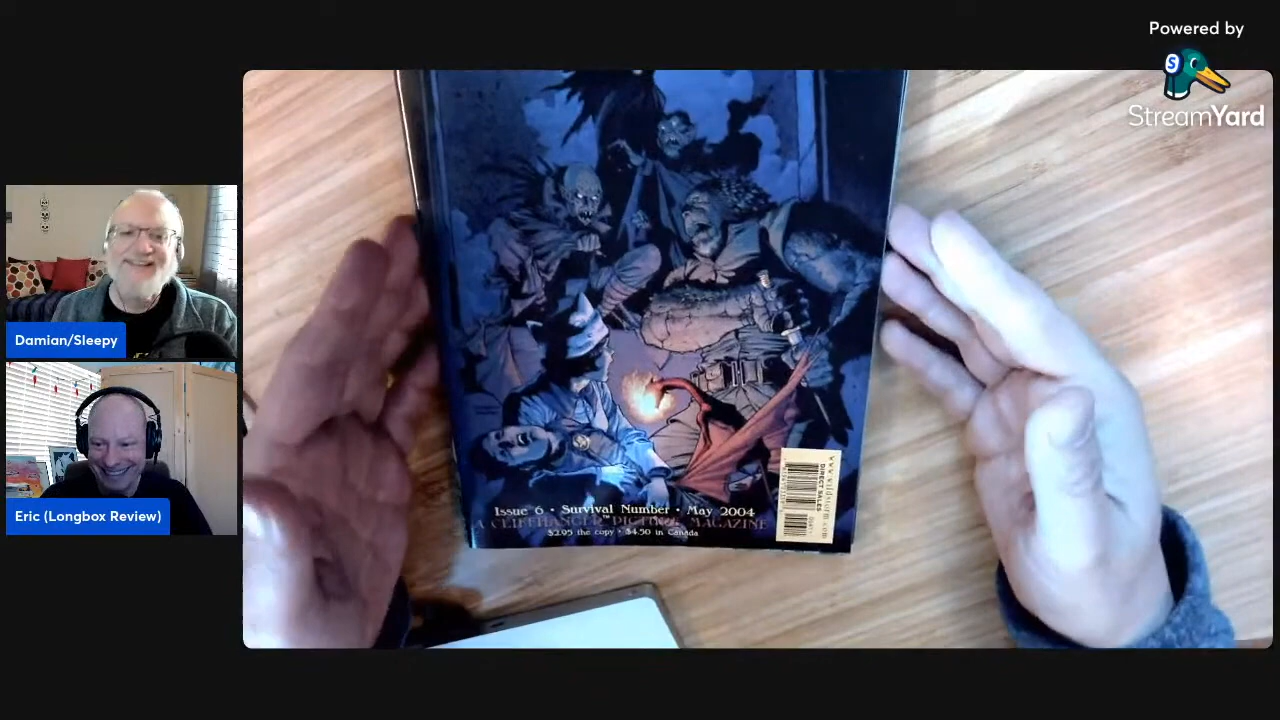 Powered by
S
StreamYard
Damian/Sleepy
Eric (Longbox Review)
DIRECT SALES
Issue 6 • Survival Number • May 2004
A CLIFFHANGER™ PICTURE MAGAZINE
$2.95 the copy • $4.50 in Canada